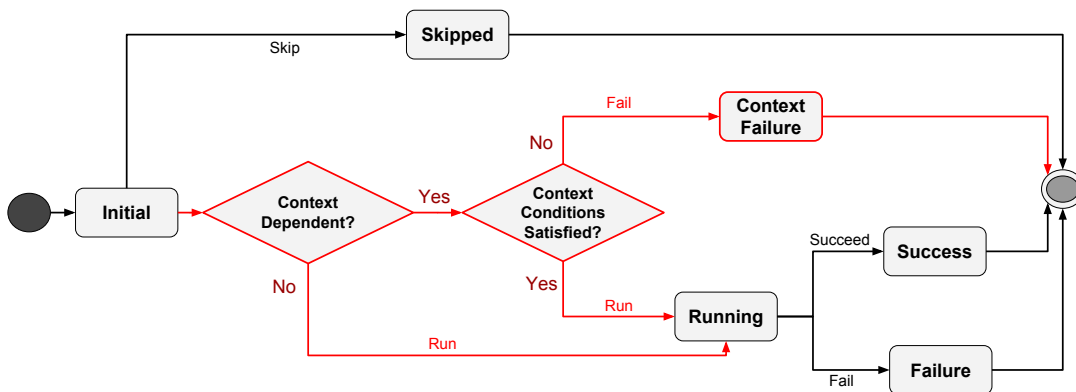 Skipped
Skip
Fail
Context
Failure
No
Initial
Context
Dependent?
Yes
Context
Conditions
Satisfied?
Succeed
Success
No
Yes
Run
Running
Run
Fail
Failure